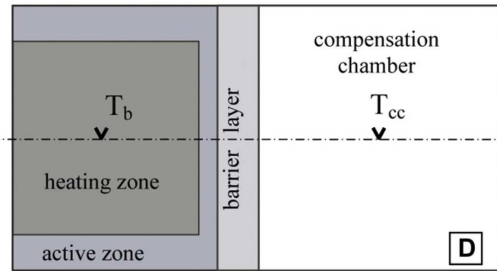 compensation
chamber
T_b
T_cc
barrier layer
heating zone
active zone
D